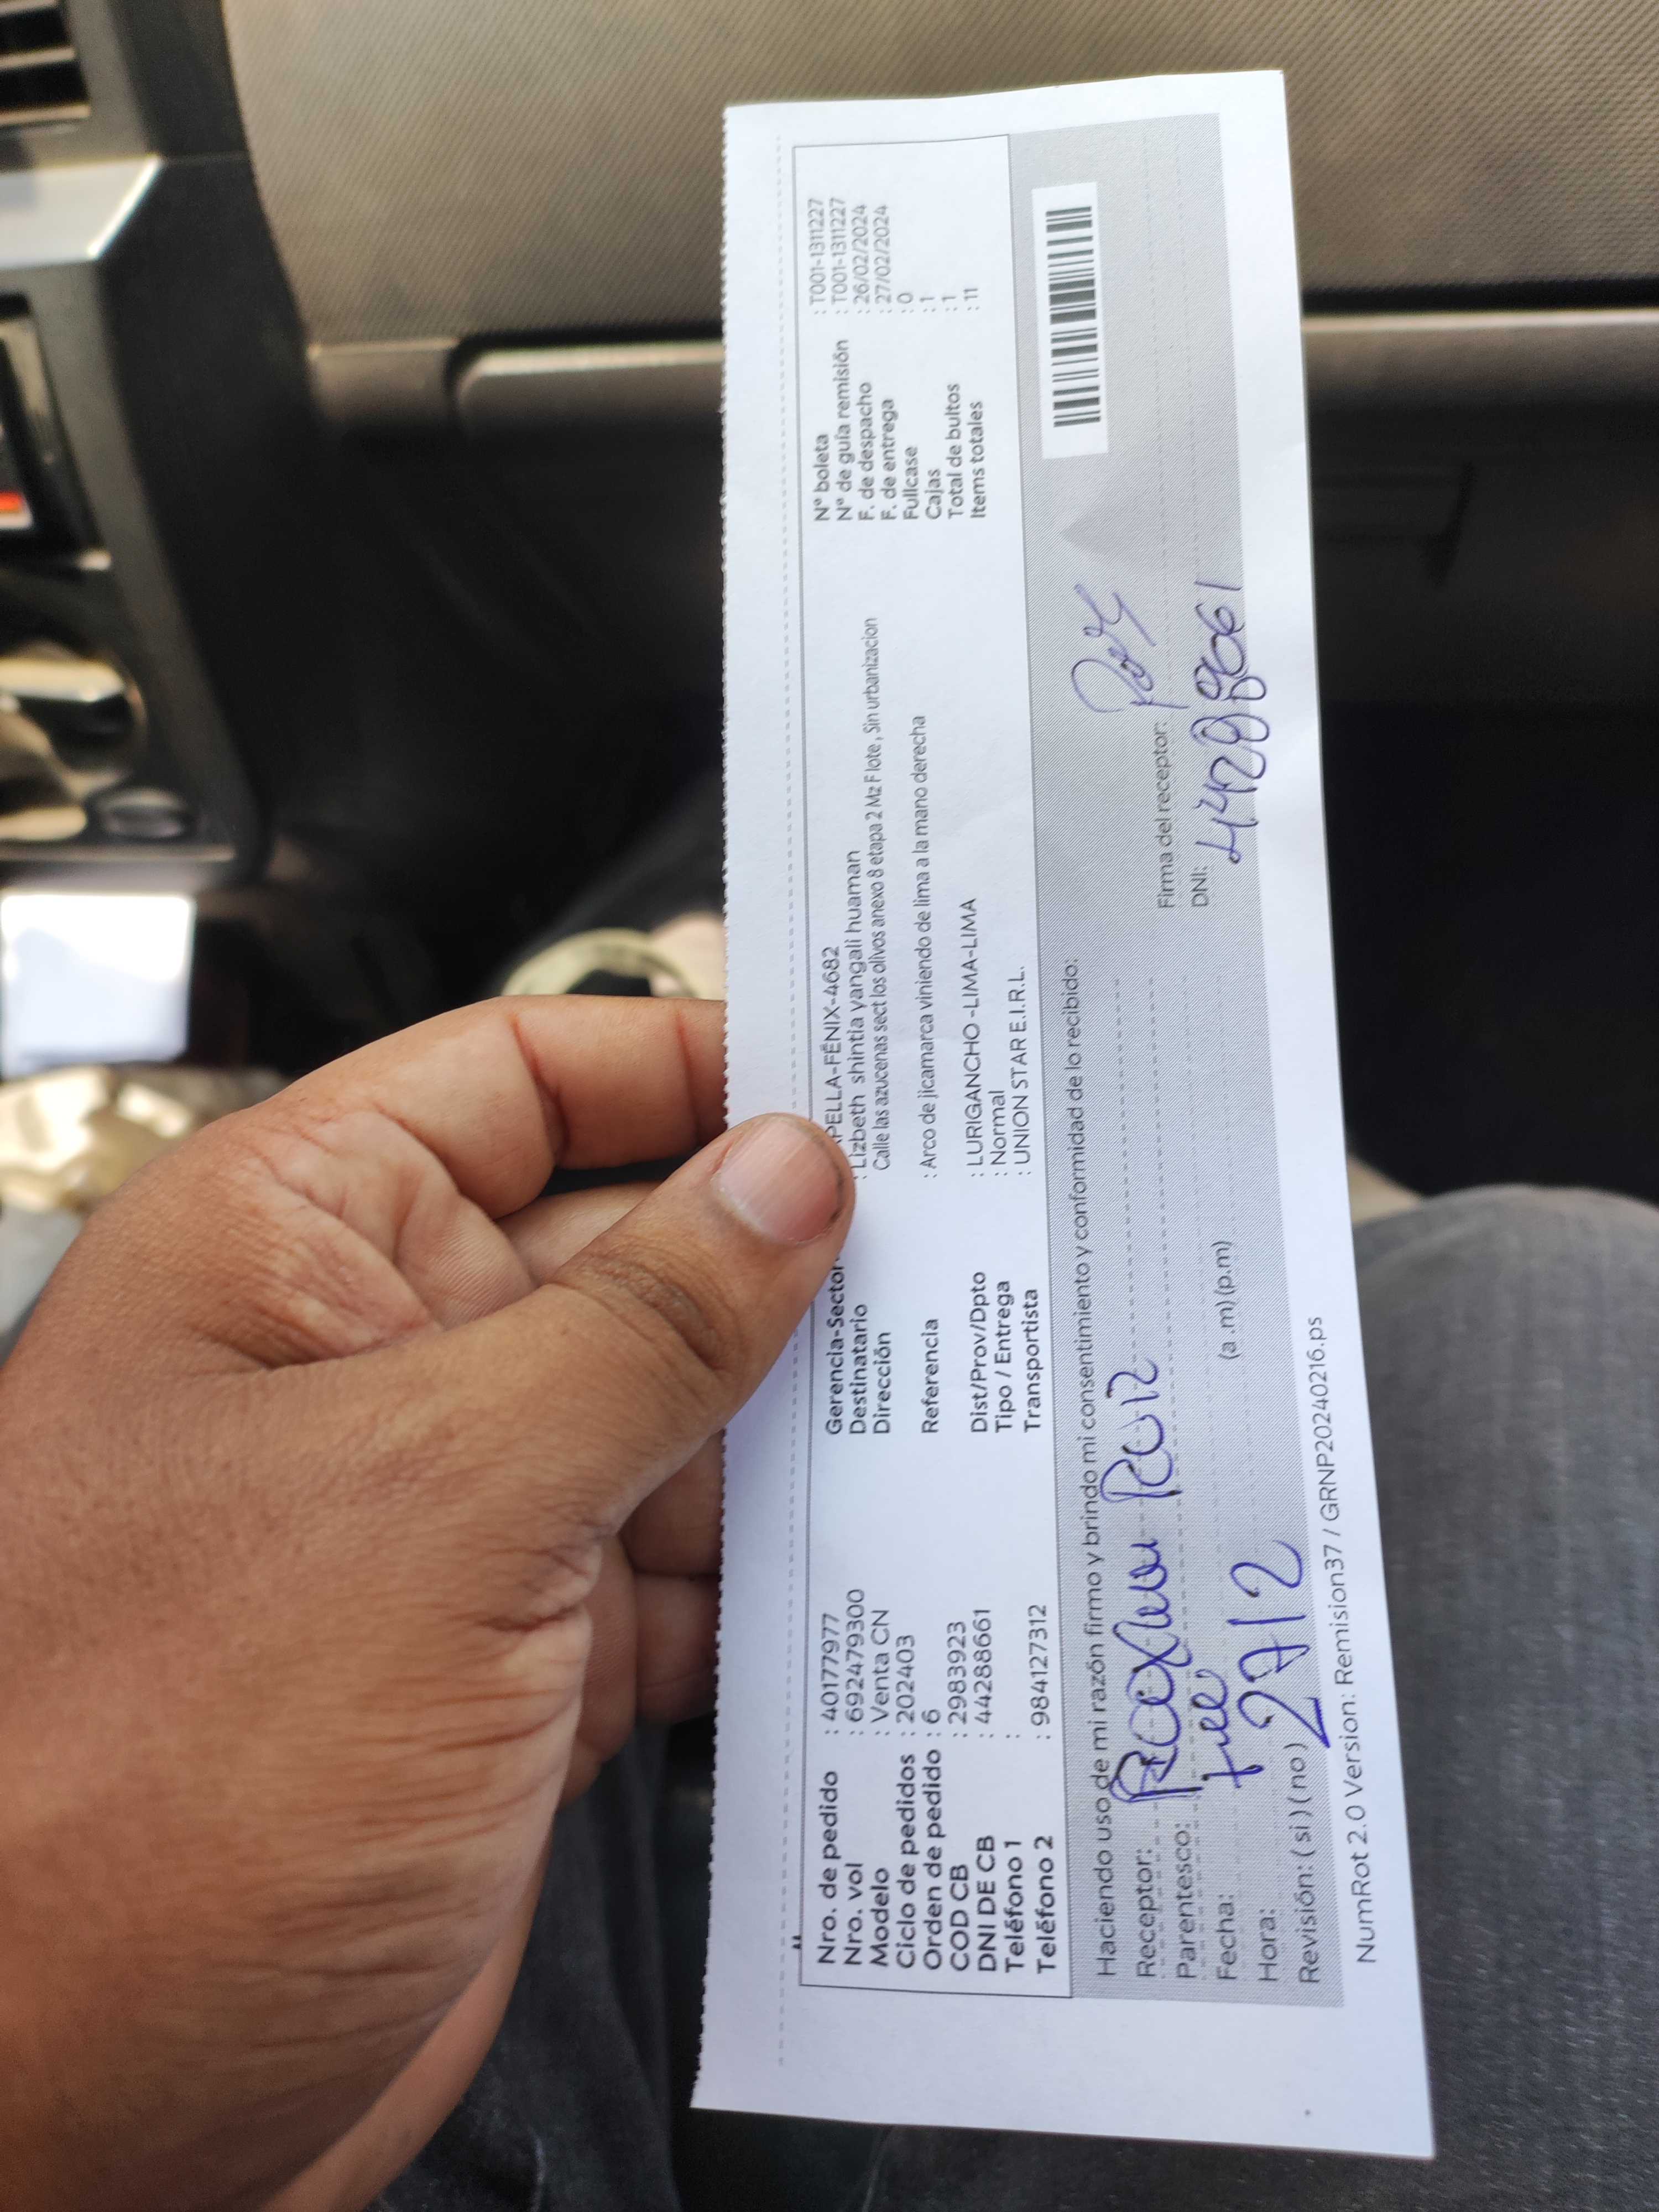 Nro. de pedido : 40177977
Nro. vol : 692479300
Modelo : Venta CN
Ciclo de pedidos : 202403
Orden de pedido : 6
COD CB : 2983923
DNI DE CB : 44288661
Teléfono 1 :
Teléfono 2 : 984127312
Gerencia-Sector PELLA-FÉNIX-4682
Destinatario : Lizbeth shintia yangali huaman
Dirección Calle las azucenas sect los olivos anexo 8 etapa 2 Mz F lote , Sin urbanizacion
Referencia : Arco de jicamarca viniendo de lima a la mano derecha
Dist/Prov/Dpto : LURIGANCHO -LIMA-LIMA
Tipo / Entrega : Normal
Transportista : UNION STAR E.I.R.L.
N° boleta : T001-1311227
N° de guía remisión : T001-1311227
F. de despacho : 26/02/2024
F. de entrega : 27/02/2024
Fullcase : 0
Cajas : 1
Total de bultos : 1
Items totales : 11
Haciendo uso de mi razón firmo y brindo mi consentimiento y conformidad de lo recibido:
Receptor:
Parentesco:
Fecha: 27/2
Hora: (a.m) (p.m)
Revisión: ( si ) ( no )
Firma del receptor:
DNI:
NumRot 2.0 Version: Remision37 / GRNP20240216.ps